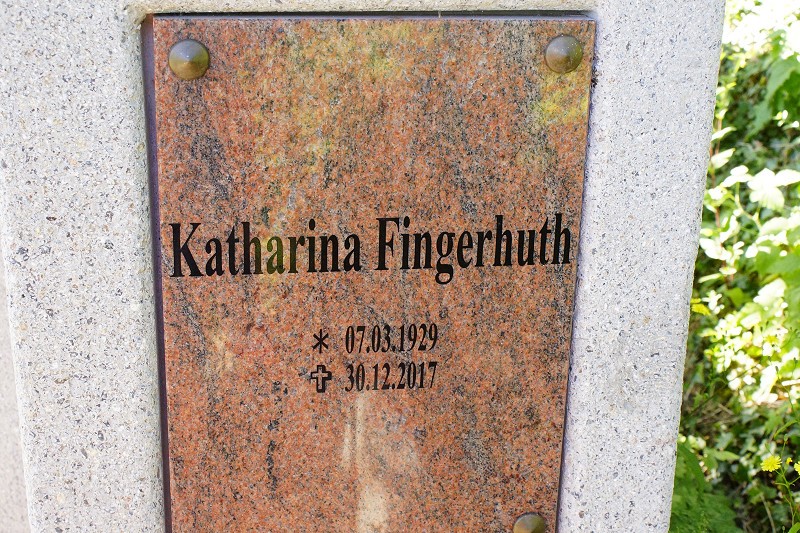 Katharina Fingerhuth
* 07.03.1929
✞ 30.12.2017